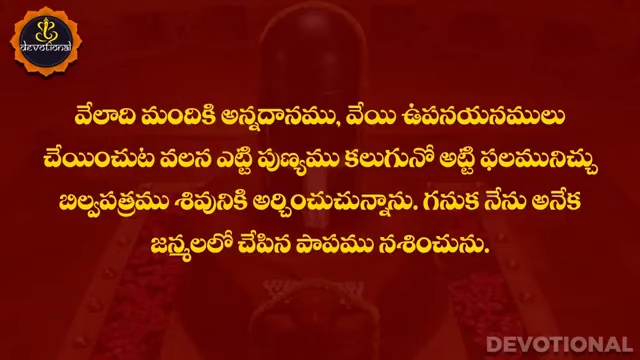 devotional
వేలాది మందికి అన్నదానము, వేయి ఉపనయనములు
చేయించుట వలన ఎట్టి పుణ్యము కలుగునో అట్టి ఫలమునిచ్చు
బిల్వపత్రము శివునికి అర్చించుచున్నాను. గనుక నేను అనేక
జన్మలలో చేపిన పాపము నశించును.
DEVOTIONAL